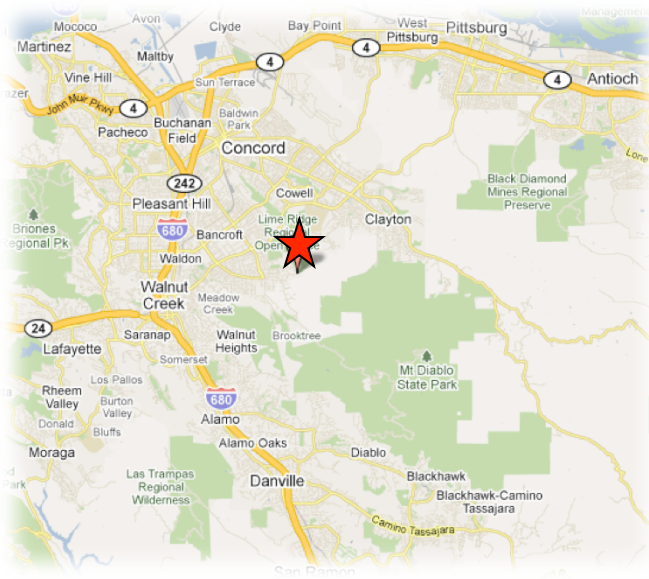 Management
Avon
West
Mococo
Clyde
Bay Point
Pittsburg
Pittsburg
Martinez
Maltby
4
4
Vine Hill
Sun Terrace
4
Antioch
John Muir Pkwy
4
Baldwin
Park
Buchanan
Field
Pacheco
Concord
Lone
242
Cowell
Black Diamond
Mines Regional
Preserve
Pleasant Hill
Lime Ridge
Regional
Open
Clayton
Briones
Regional Pk
680
Bancroft
Waldon
Walnut
Creek
Meadow
Creek
24
Saranap
Walnut
Heights
Brooktree
Lafayette
Somerset
Mt Diablo
State Park
Los Pallos
Rheem
Valley
Burton
Valley
680
Donald
Bluffs
Alamo
Moraga
Alamo Oaks
Diablo
Park
Las Trampas
Regional
Wilderness
Danville
Blackhawk
Blackhawk-Camino
Tassajara
Camino Tassajara
San Ramon